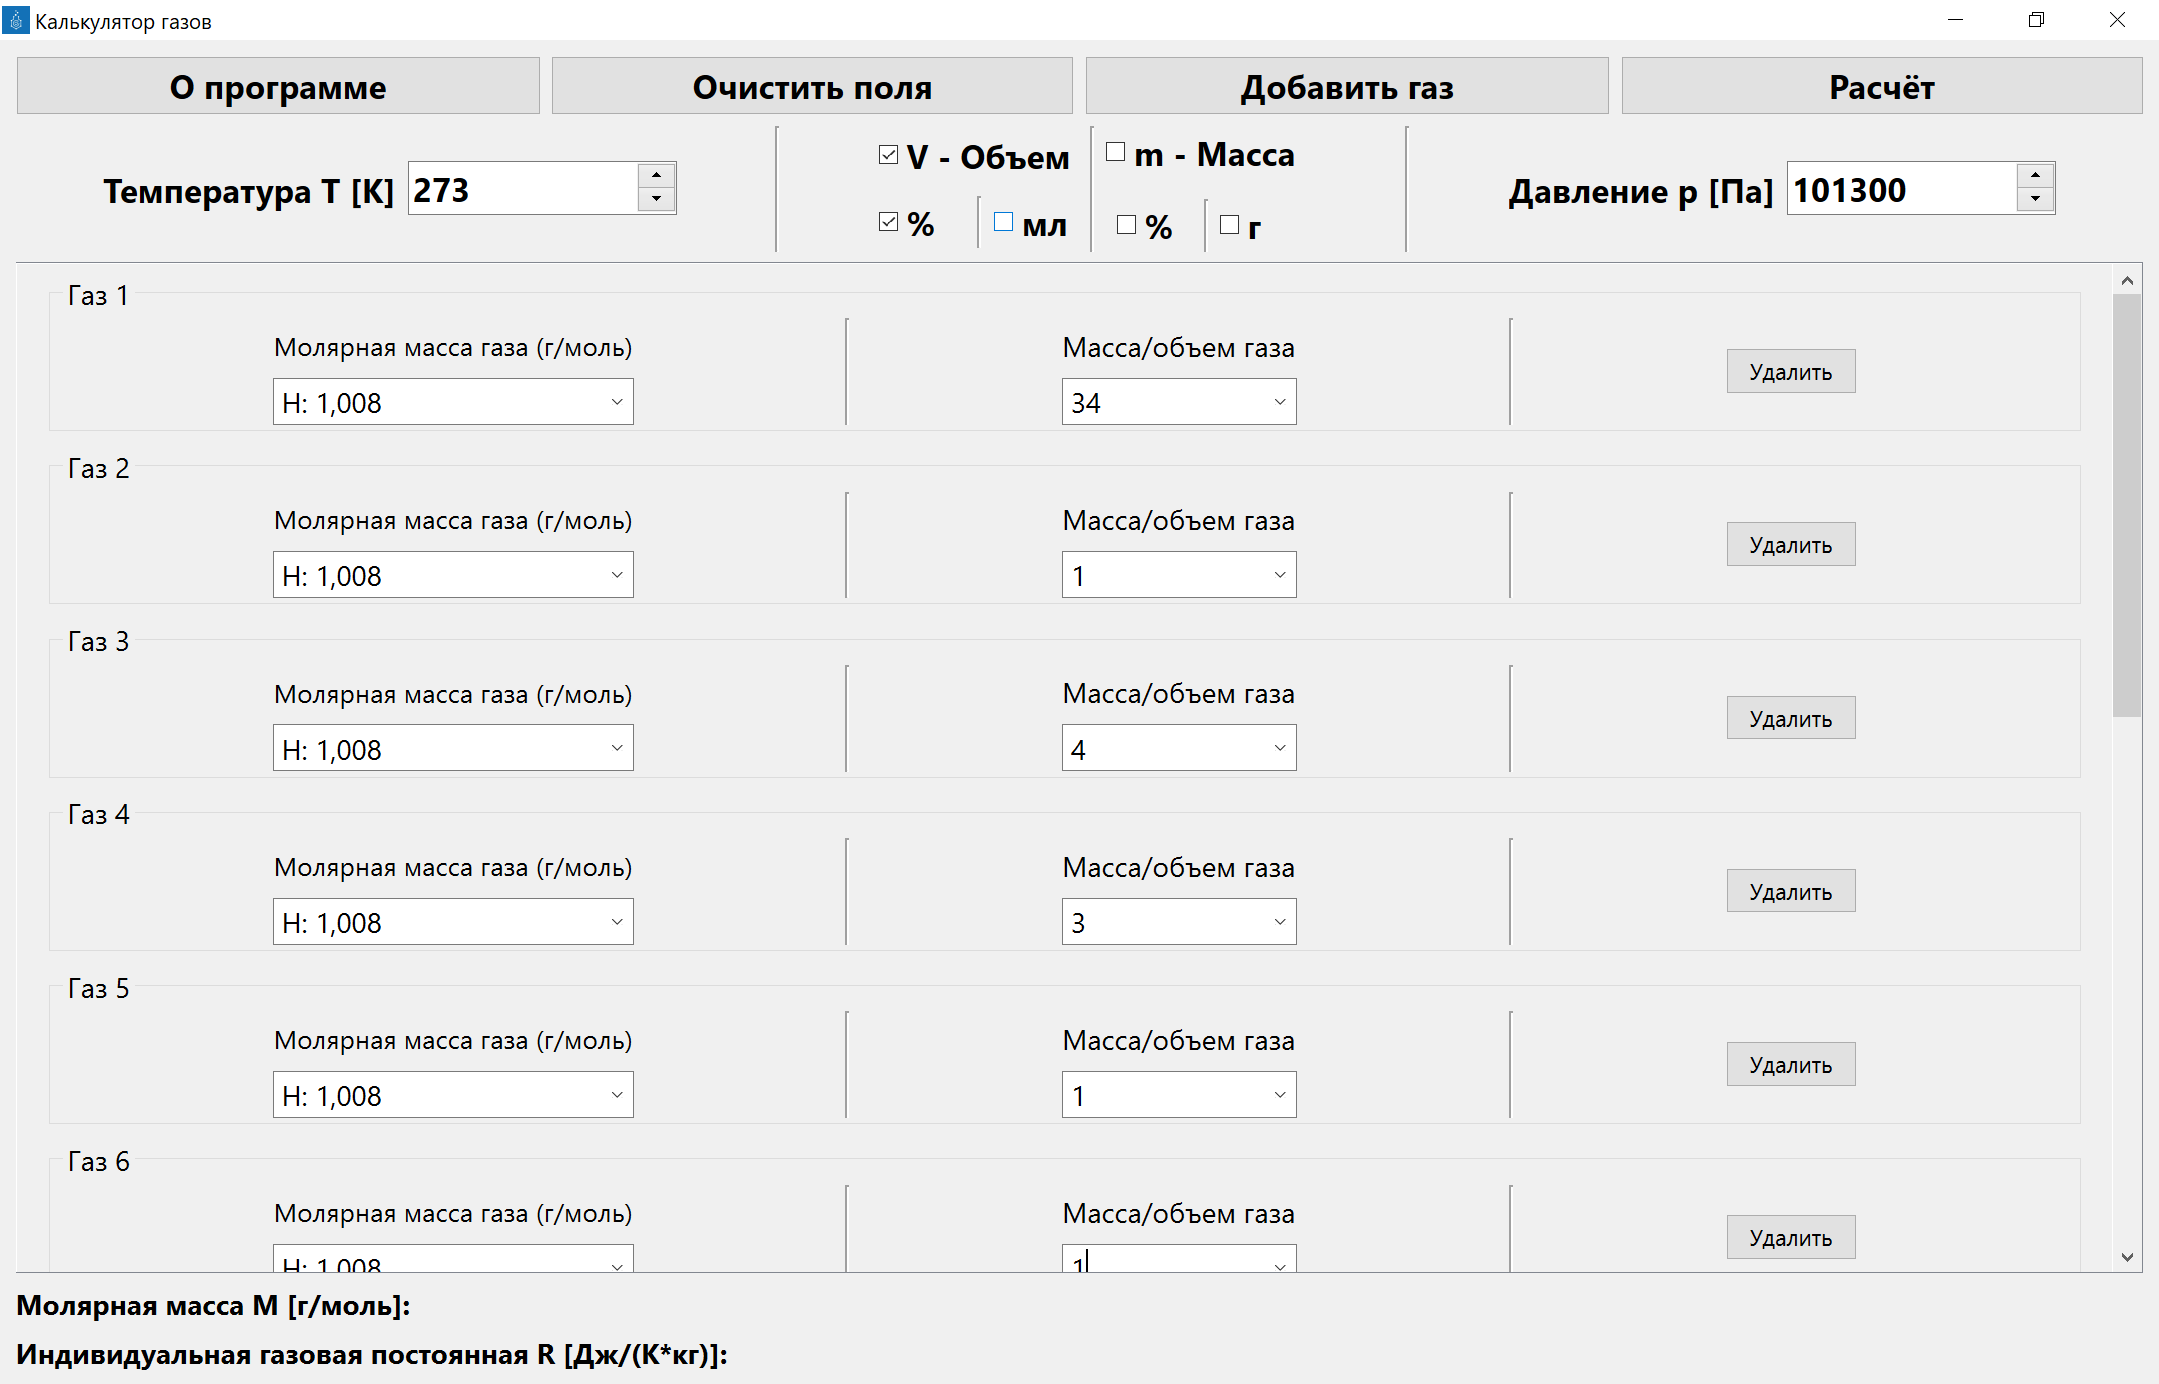 Калькулятор газов
О программе
Очистить поля
Добавить газ
Расчёт
Температура T [К]
273
V - Объем
m - Масса
%
мл
%
г
Давление p [Па]
101300
Газ 1
Молярная масса газа (г/моль)
Масса/объем газа
H: 1,008
34
Удалить
Газ 2
Молярная масса газа (г/моль)
Масса/объем газа
H: 1,008
1
Удалить
Газ 3
Молярная масса газа (г/моль)
Масса/объем газа
H: 1,008
4
Удалить
Газ 4
Молярная масса газа (г/моль)
Масса/объем газа
H: 1,008
3
Удалить
Газ 5
Молярная масса газа (г/моль)
Масса/объем газа
H: 1,008
1
Удалить
Газ 6
Молярная масса газа (г/моль)
Масса/объем газа
H: 1,008
1
Удалить
Молярная масса M [г/моль]:
Индивидуальная газовая постоянная R [Дж/(К*кг)]: